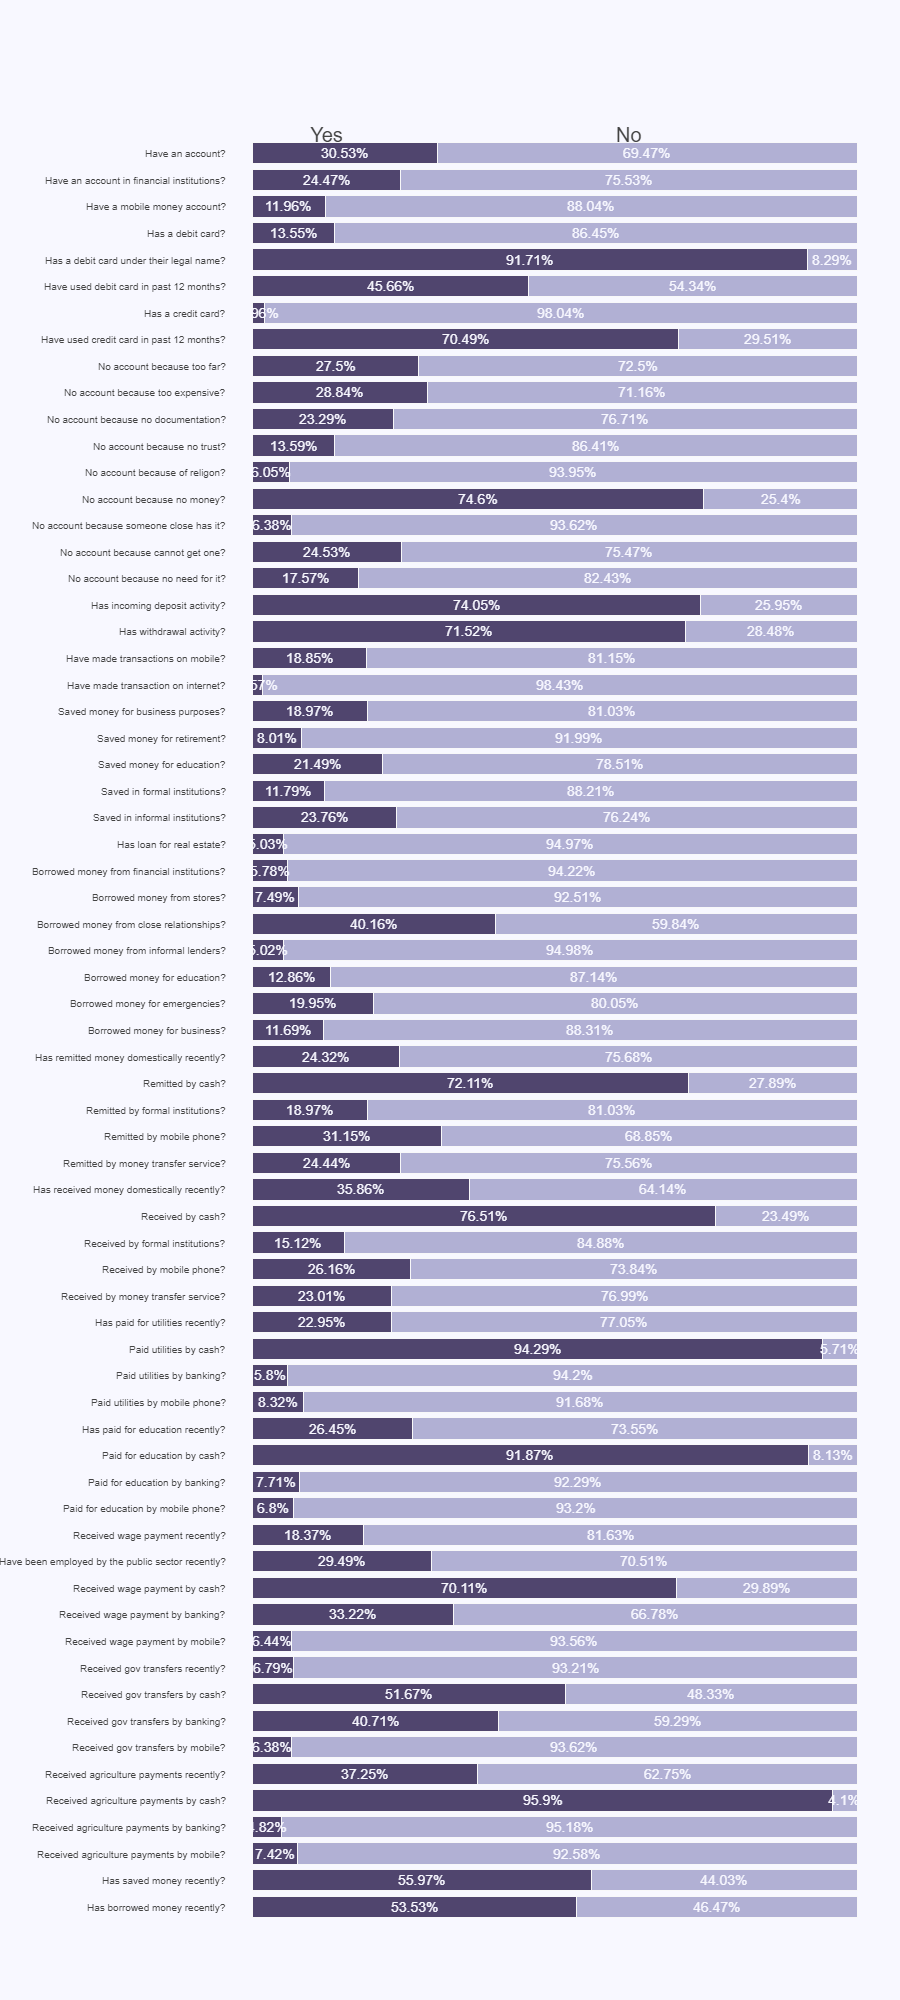 Yes No
Have an account? 30.53% 69.47%
Have an account in financial institutions? 24.47% 75.53%
Have a mobile money account? 11.96% 88.04%
Has a debit card? 13.55% 86.45%
Has a debit card under their legal name? 91.71% 8.29%
Have used debit card in past 12 months? 45.66% 54.34%
Has a credit card? 96% 98.04%
Have used credit card in past 12 months? 70.49% 29.51%
No account because too far? 27.5% 72.5%
No account because too expensive? 28.84% 71.16%
No account because no documentation? 23.29% 76.71%
No account because no trust? 13.59% 86.41%
No account because of religon? 6.05% 93.95%
No account because no money? 74.6% 25.4%
No account because someone close has it? 6.38% 93.62%
No account because cannot get one? 24.53% 75.47%
No account because no need for it? 17.57% 82.43%
Has incoming deposit activity? 74.05% 25.95%
Has withdrawal activity? 71.52% 28.48%
Have made transactions on mobile? 18.85% 81.15%
Have made transaction on internet? 57% 98.43%
Saved money for business purposes? 18.97% 81.03%
Saved money for retirement? 8.01% 91.99%
Saved money for education? 21.49% 78.51%
Saved in formal institutions? 11.79% 88.21%
Saved in informal institutions? 23.76% 76.24%
Has loan for real estate? 5.03% 94.97%
Borrowed money from financial institutions? 5.78% 94.22%
Borrowed money from stores? 7.49% 92.51%
Borrowed money from close relationships? 40.16% 59.84%
Borrowed money from informal lenders? 5.02% 94.98%
Borrowed money for education? 12.86% 87.14%
Borrowed money for emergencies? 19.95% 80.05%
Borrowed money for business? 11.69% 88.31%
Has remitted money domestically recently? 24.32% 75.68%
Remitted by cash? 72.11% 27.89%
Remitted by formal institutions? 18.97% 81.03%
Remitted by mobile phone? 31.15% 68.85%
Remitted by money transfer service? 24.44% 75.56%
Has received money domestically recently? 35.86% 64.14%
Received by cash? 76.51% 23.49%
Received by formal institutions? 15.12% 84.88%
Received by mobile phone? 26.16% 73.84%
Received by money transfer service? 23.01% 76.99%
Has paid for utilities recently? 22.95% 77.05%
Paid utilities by cash? 94.29% 5.71%
Paid utilities by banking? 5.8% 94.2%
Paid utilities by mobile phone? 8.32% 91.68%
Has paid for education recently? 26.45% 73.55%
Paid for education by cash? 91.87% 8.13%
Paid for education by banking? 7.71% 92.29%
Paid for education by mobile phone? 6.8% 93.2%
Received wage payment recently? 18.37% 81.63%
Have been employed by the public sector recently? 29.49% 70.51%
Received wage payment by cash? 70.11% 29.89%
Received wage payment by banking? 33.22% 66.78%
Received wage payment by mobile? 6.44% 93.56%
Received gov transfers recently? 6.79% 93.21%
Received gov transfers by cash? 51.67% 48.33%
Received gov transfers by banking? 40.71% 59.29%
Received gov transfers by mobile? 6.38% 93.62%
Received agriculture payments recently? 37.25% 62.75%
Received agriculture payments by cash? 95.9% 4.1%
Received agriculture payments by banking? .82% 95.18%
Received agriculture payments by mobile? 7.42% 92.58%
Has saved money recently? 55.97% 44.03%
Has borrowed money recently? 53.53% 46.47%